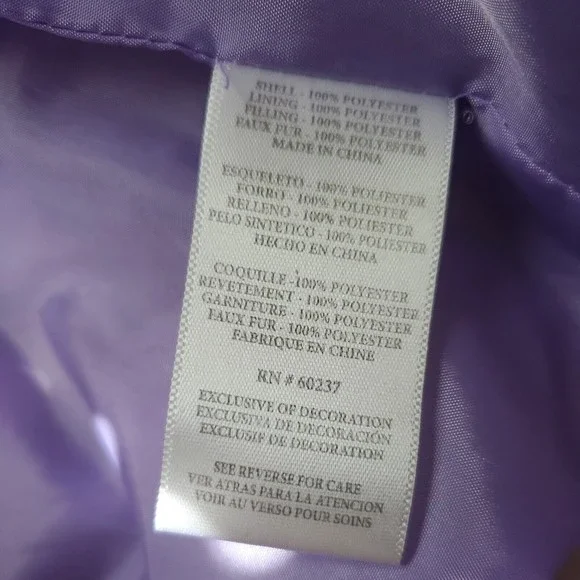 SHELL - 100% POLYESTER
LINING - 100% POLYESTER
FILLING - 100% POLYESTER
FAUX FUR - 100% POLYESTER
MADE IN CHINA
ESQUELETO - 100% POLIESTER
FORRO - 100% POLIESTER
RELLENO - 100% POLIESTER
PELO SINTETICO - 100% POLIESTER
HECHO EN CHINA
COQUILLE -100% POLYESTER
REVETEMENT - 100% POLYESTER
GARNITURE - 100% POLYESTER
FAUX FUR -100% POLYESTER
FABRIQUE EN CHINE
RN # 60237
EXCLUSIVE OF DECORATION
EXCLUSIVA DE DECORACIÓN
EXCLUSIF DE DECORATION
SEE REVERSE FOR CARE
VER ATRAS PARA LA ATENCION
VOIR AU VERSO POUR SOINS